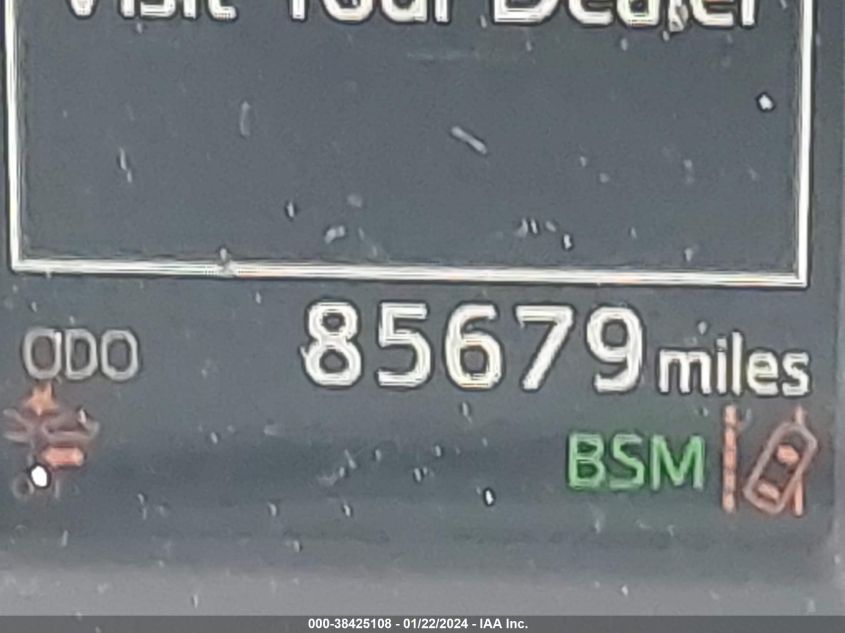 Visit Your Dealer
ODO 85679 miles
BSM
000-38425108 - 01/22/2024 - IAA Inc.